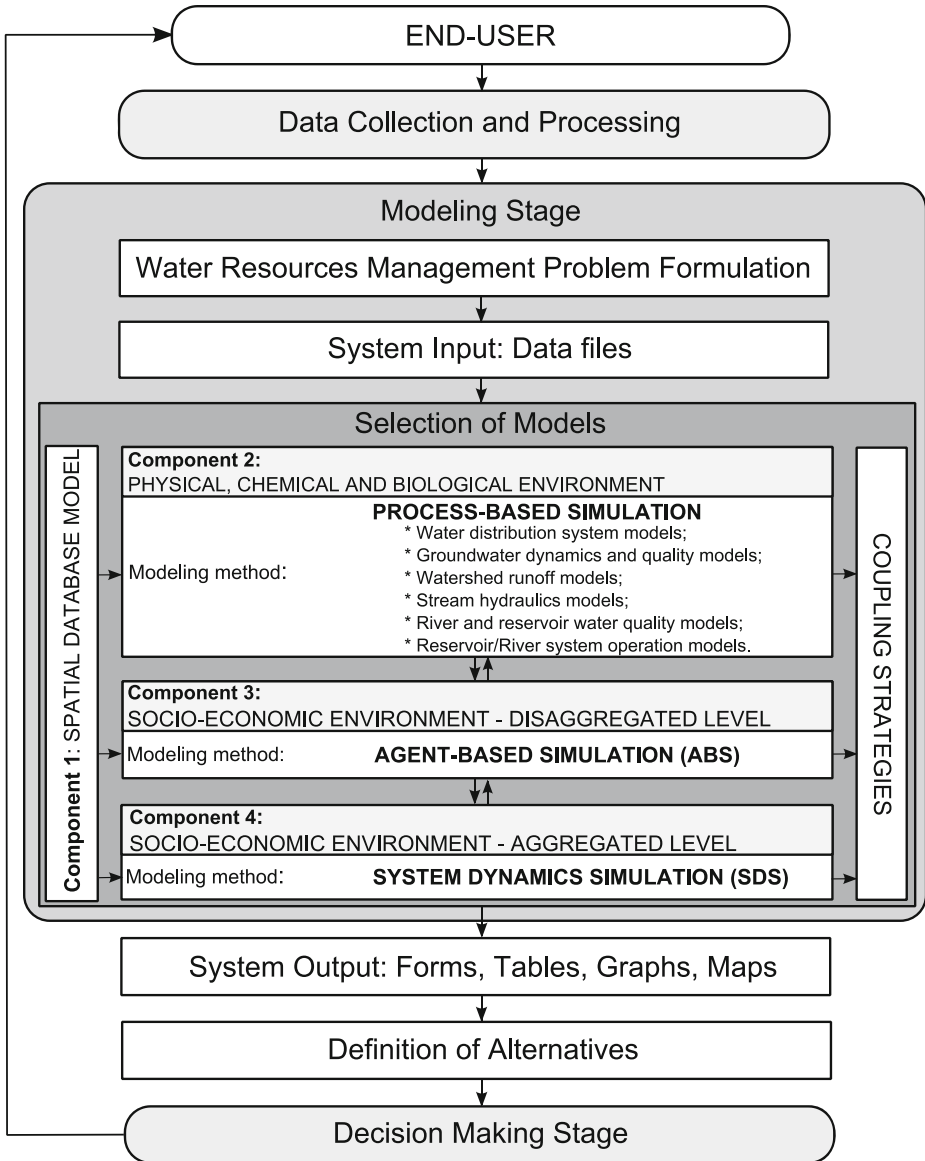 END-USER
Data Collection and Processing
Modeling Stage
Water Resources Management Problem Formulation
System Input: Data files
Selection of Models
Component 1: SPATIAL DATABASE MODEL
Component 2:
PHYSICAL, CHEMICAL AND BIOLOGICAL ENVIRONMENT
PROCESS-BASED SIMULATION
Modeling method:
* Water distribution system models;
* Groundwater dynamics and quality models;
* Watershed runoff models;
* Stream hydraulics models;
* River and reservoir water quality models;
* Reservoir/River system operation models.
Component 3:
SOCIO-ECONOMIC ENVIRONMENT - DISAGGREGATED LEVEL
Modeling method: AGENT-BASED SIMULATION (ABS)
Component 4:
SOCIO-ECONOMIC ENVIRONMENT - AGGREGATED LEVEL
Modeling method: SYSTEM DYNAMICS SIMULATION (SDS)
COUPLING STRATEGIES
System Output: Forms, Tables, Graphs, Maps
Definition of Alternatives
Decision Making Stage